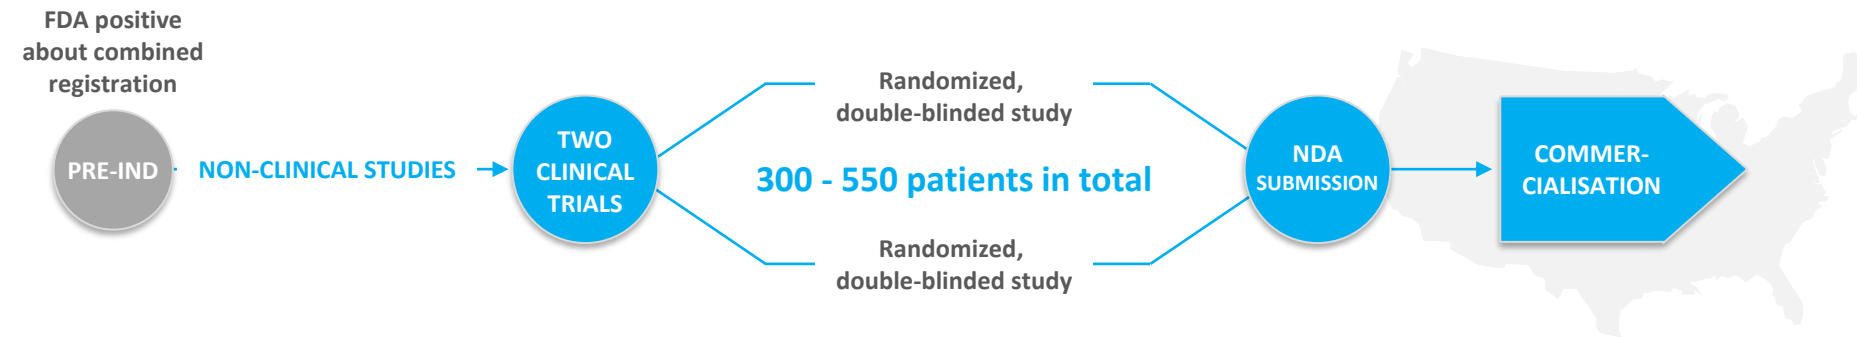 FDA positive
about combined
registration
PRE-IND
NON-CLINICAL STUDIES
TWO
CLINICAL
TRIALS
Randomized,
double-blinded study
300 - 550 patients in total
Randomized,
double-blinded study
NDA
SUBMISSION
COMMER-
CIALISATION